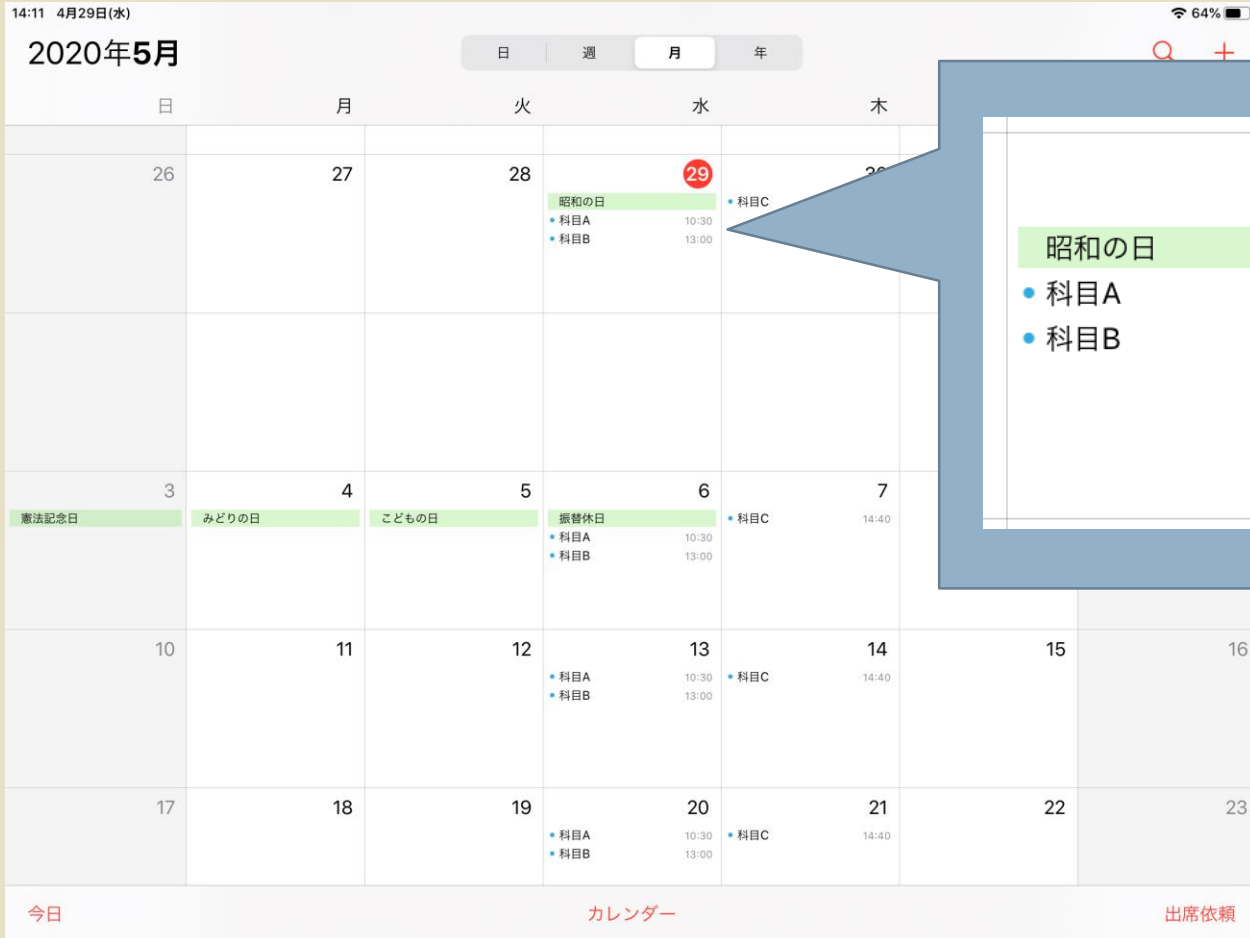 14:11 4月29日(水)
64%
2020年5月
日 週 月 年
日 月 火 水 木
26 27 28 29
昭和の日
科目C
科目A 10:30
科目B 13:00
昭和の日
科目A
科目B
3 4 5 6 7
憲法記念日 みどりの日 こどもの日 振替休日 科目C 14:40
科目A 10:30
科目B 13:00
10 11 12 13 14 15 16
科目A 10:30 科目C 14:40
科目B 13:00
17 18 19 20 21 22 23
科目A 10:30 科目C 14:40
科目B 13:00
今日 カレンダー 出席依頼